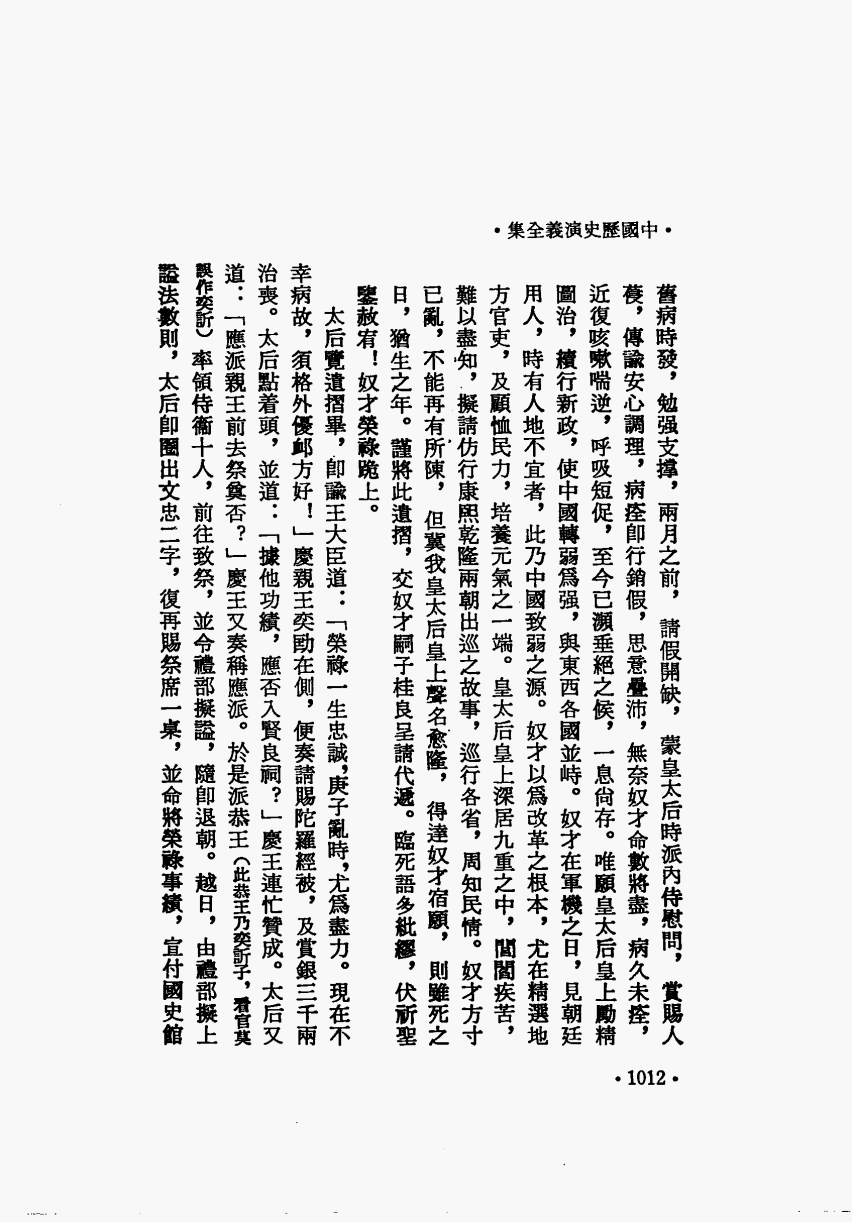 •中國歷史演義全集•
舊病時發，勉强支撐，兩月之前，請假開缺，蒙皇太后時派內侍慰問，賞賜人
葠，傳諭安心調理，病痊卽行銷假，思意疊沛，無奈奴才命數將盡，病久未痊，
近復咳嗽喘逆，呼吸短促，至今已瀕垂絕之候，一息尙存。唯願皇太后皇上勵精
圖治，續行新政，使中國轉弱爲强，與東西各國並峙。奴才在軍機之日，見朝廷
用人，時有人地不宜者，此乃中國致弱之源。奴才以爲改革之根本，尤在精選地
方官吏，及顧恤民力，培養元氣之一端。皇太后皇上深居九重之中，閭閻疾苦，
難以盡知，擬請仿行康熙乾隆兩朝出巡之故事，巡行各省，周知民情。奴才方寸
已亂，不能再有所陳，但冀我皇太后皇上聲名愈隆，得達奴才宿願，則雖死之
日，猶生之年。謹將此遺摺，交奴才嗣子桂良呈請代遞。臨死語多紕繆，伏祈聖
鑒赦宥！奴才榮祿跪上。
太后覽遺摺畢，卽諭王大臣道：「榮祿一生忠誠，庚子亂時，尤爲盡力。現在不
幸病故，須格外優卹方好！」慶親王奕劻在側，便奏請賜陀羅經被，及賞銀三千兩
治喪。太后點着頭，並道：「據他功績，應否入賢良祠？」慶王連忙贊成。太后又
道：「應派親王前去祭奠否？」慶王又奏稱應派。於是派恭王（此恭王乃奕訢子，看官莫
誤作奕訢）率領侍衞十人，前往致祭，並令禮部擬諡，隨卽退朝。越日，由禮部擬上
諡法數則，太后卽圈出文忠二字，復再賜祭席一桌，並命將榮祿事績，宣付國史館
•1012•